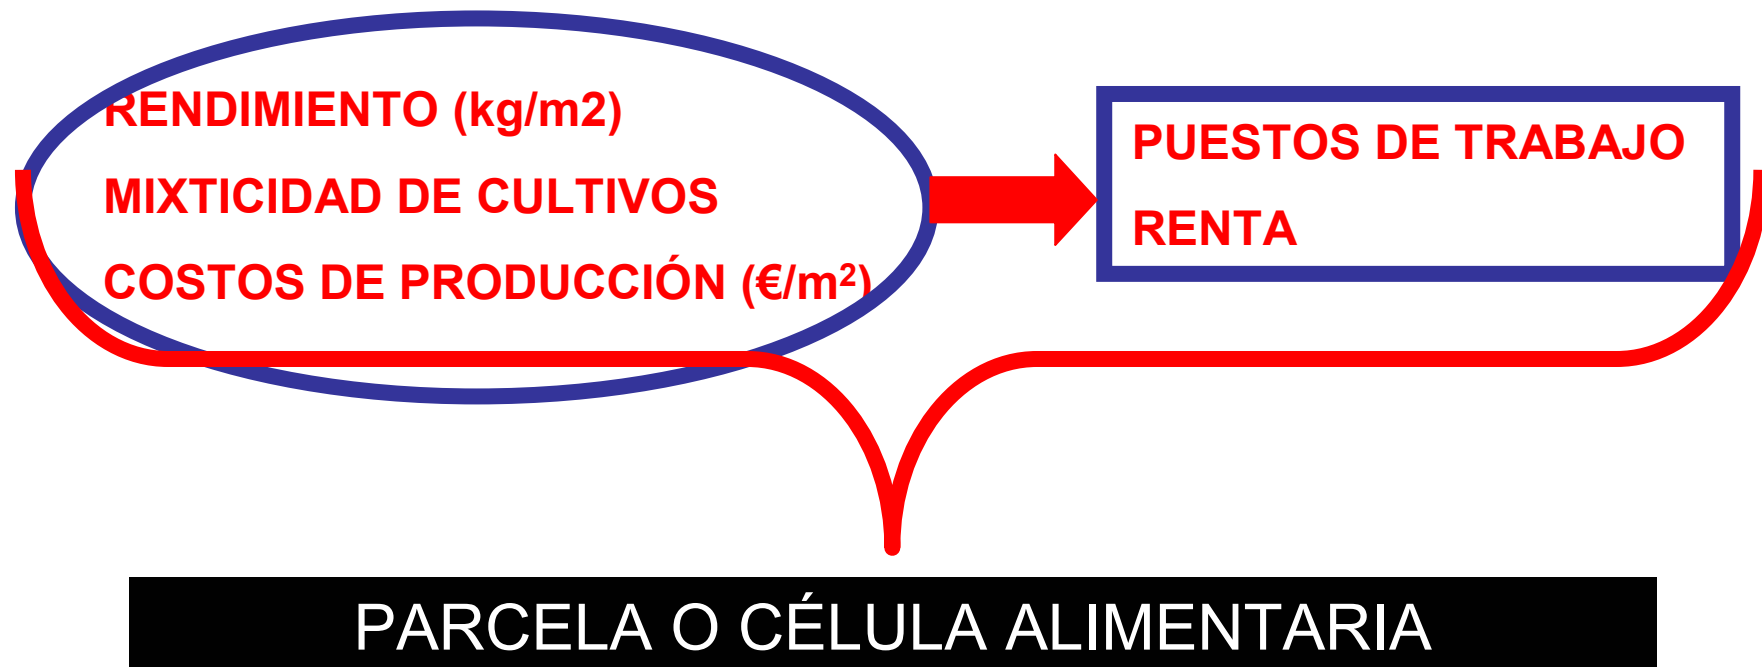 RENDIMIENTO (kg/m2)
MIXTICIDAD DE CULTIVOS
COSTOS DE PRODUCCIÓN (€/m²)
PUESTOS DE TRABAJO
RENTA
PARCELA O CÉLULA ALIMENTARIA